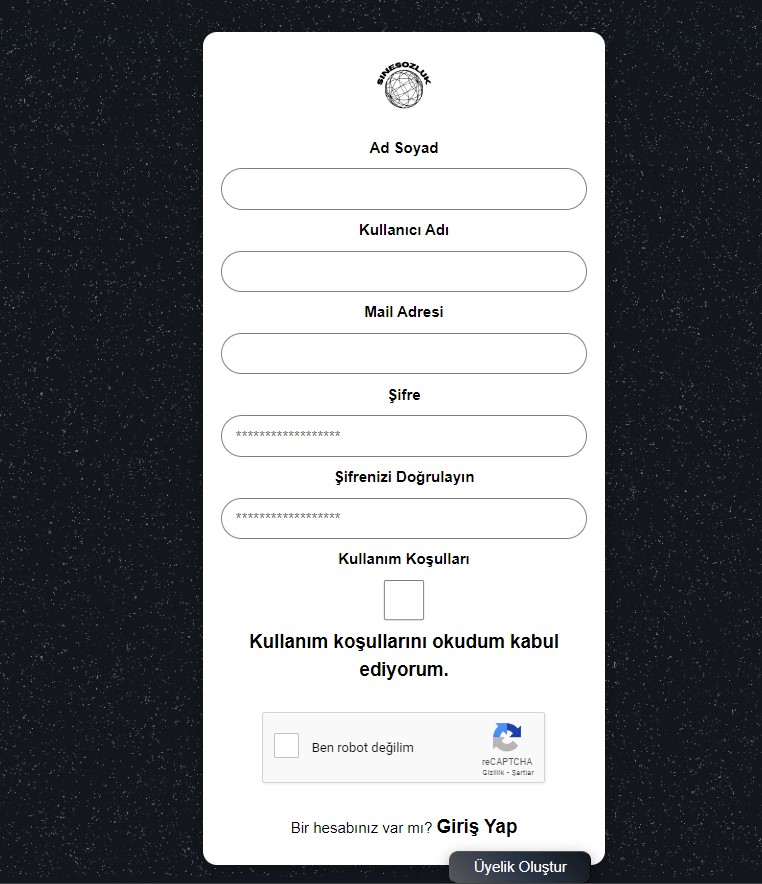 SINESOZLUK
Ad Soyad
Kullanıcı Adı
Mail Adresi
Şifre
******************
Şifrenizi Doğrulayın
******************
Kullanım Koşulları
Kullanım koşullarını okudum kabul
ediyorum.
Ben robot değilim
reCAPTCHA
Gizlilik - Şartlar
Bir hesabınız var mı? Giriş Yap
Üyelik Oluştur